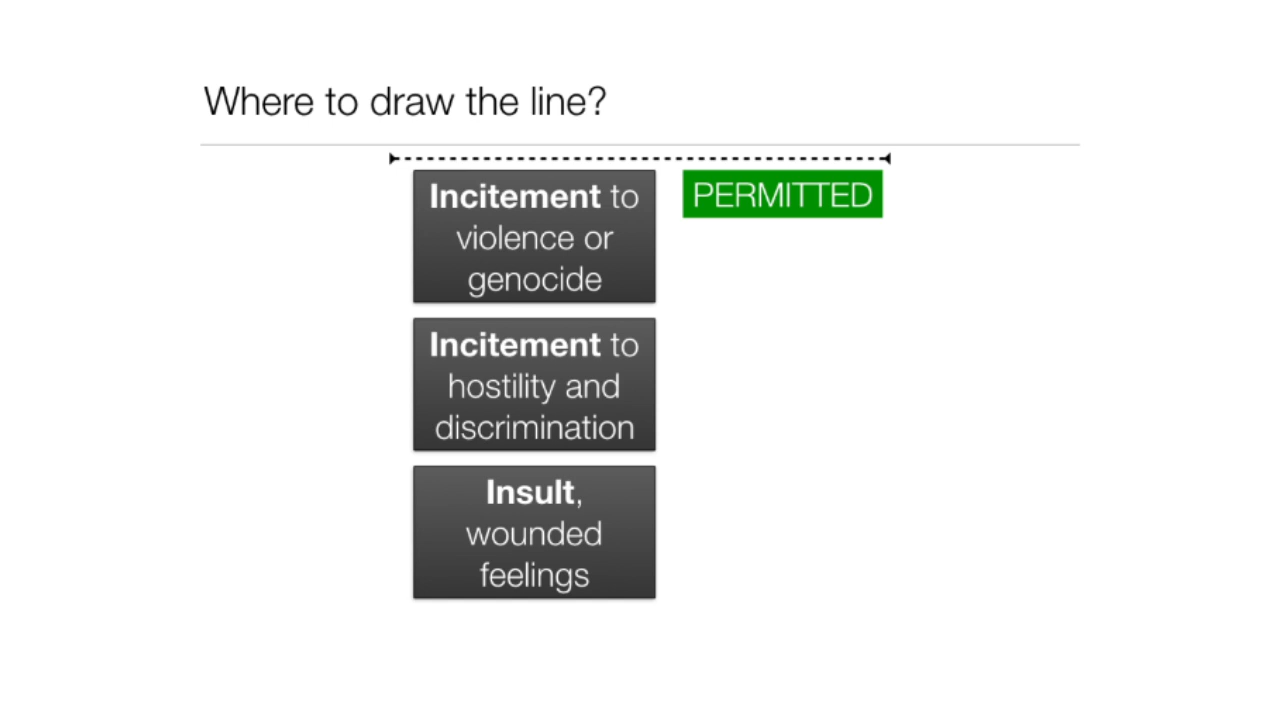 Where to draw the line?
Incitement to
violence or
genocide
PERMITTED
Incitement to
hostility and
discrimination
Insult,
wounded
feelings